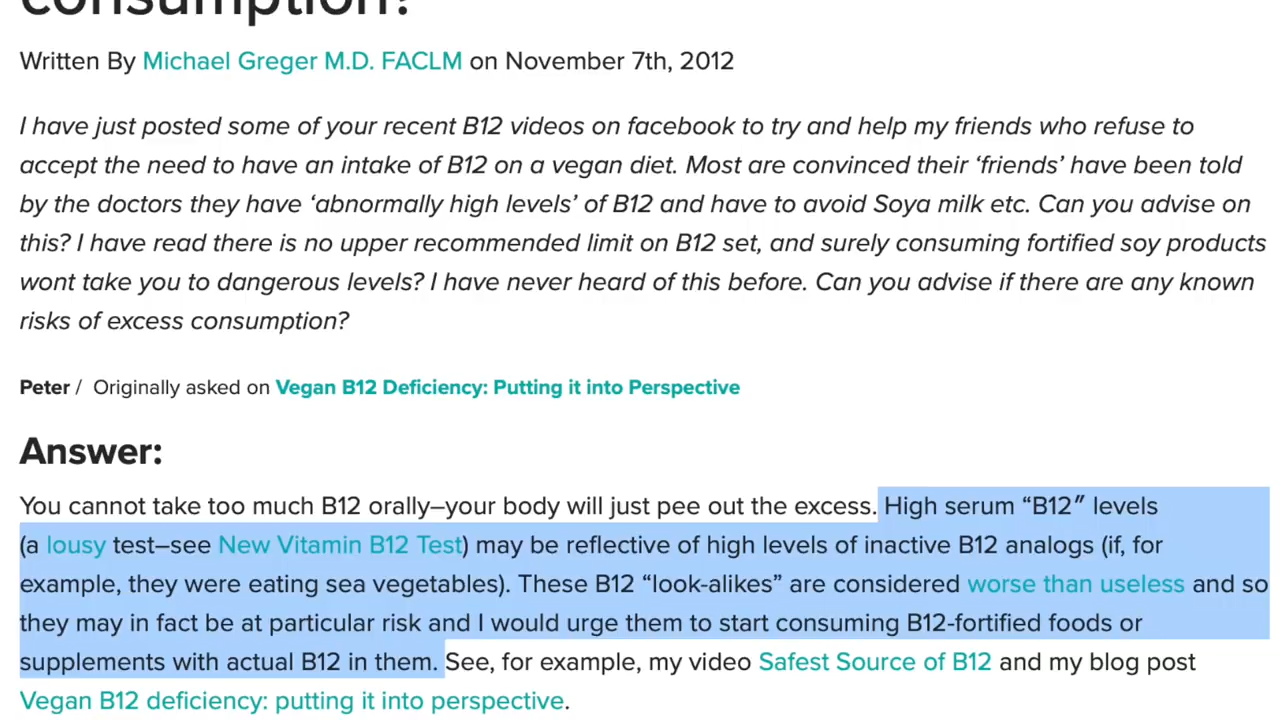 consumption?
Written By Michael Greger M.D. FACLM on November 7th, 2012
I have just posted some of your recent B12 videos on facebook to try and help my friends who refuse to
accept the need to have an intake of B12 on a vegan diet. Most are convinced their ‘friends’ have been told
by the doctors they have ‘abnormally high levels’ of B12 and have to avoid Soya milk etc. Can you advise on
this? I have read there is no upper recommended limit on B12 set, and surely consuming fortified soy products
wont take you to dangerous levels? I have never heard of this before. Can you advise if there are any known
risks of excess consumption?
Peter / Originally asked on Vegan B12 Deficiency: Putting it into Perspective
Answer:
You cannot take too much B12 orally–your body will just pee out the excess. High serum “B12″ levels
(a lousy test–see New Vitamin B12 Test) may be reflective of high levels of inactive B12 analogs (if, for
example, they were eating sea vegetables). These B12 “look-alikes” are considered worse than useless and so
they may in fact be at particular risk and I would urge them to start consuming B12-fortified foods or
supplements with actual B12 in them. See, for example, my video Safest Source of B12 and my blog post
Vegan B12 deficiency: putting it into perspective.